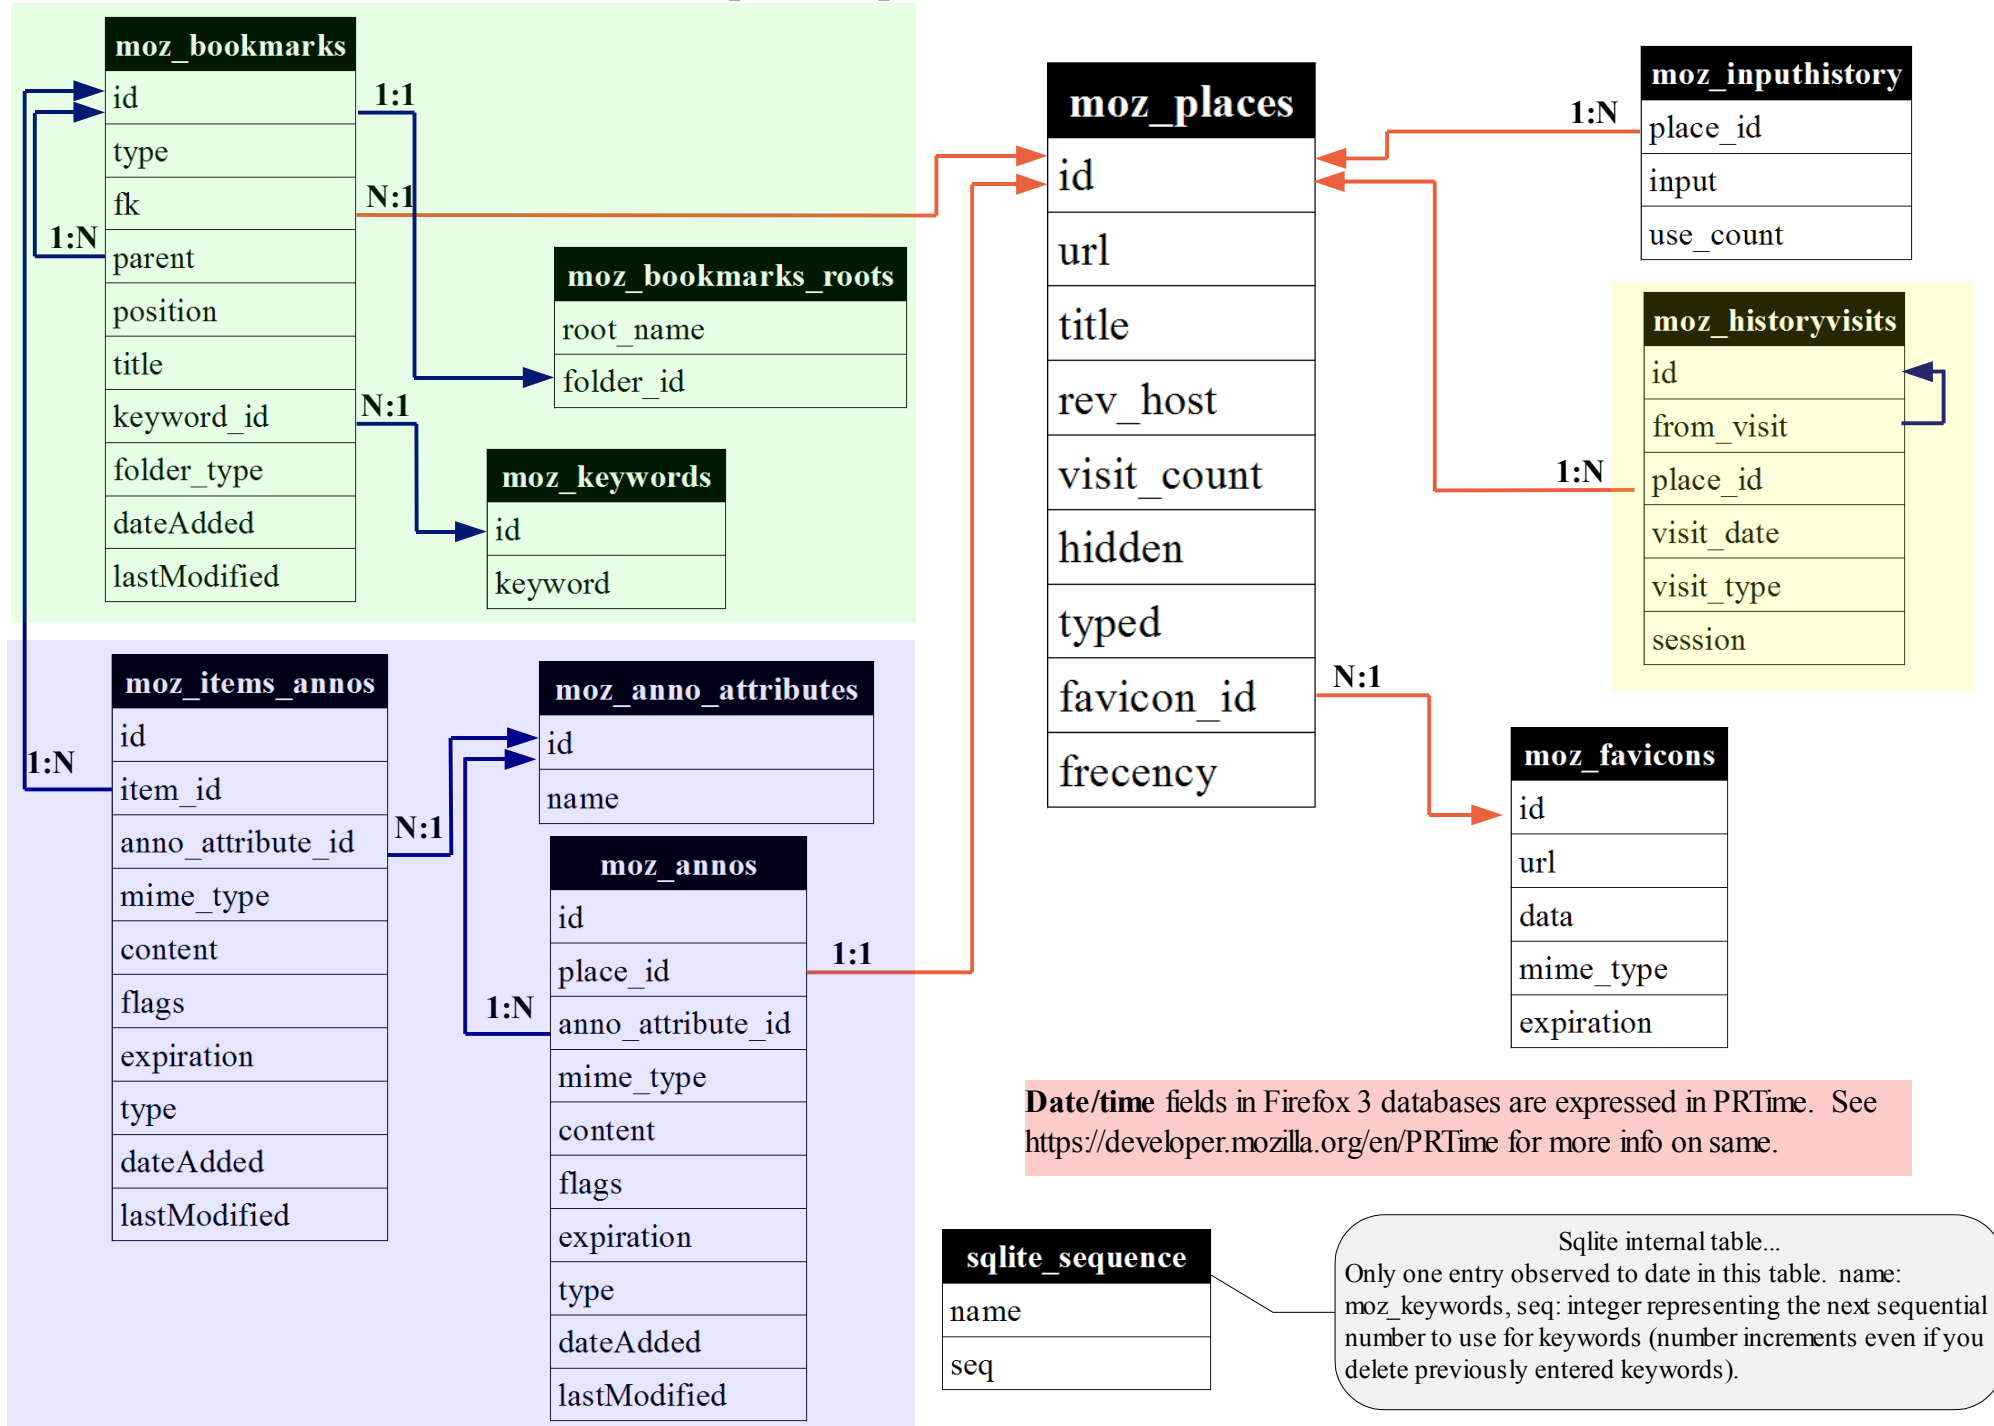 moz_bookmarks
id
type
fk
parent
position
title
keyword_id
folder_type
dateAdded
lastModified
1:1
N:1
1:N
N:1
moz_bookmarks_roots
root_name
folder_id
moz_keywords
id
keyword
moz_items_annos
id
item_id
anno_attribute_id
mime_type
content
flags
expiration
type
dateAdded
lastModified
1:N
N:1
moz_anno_attributes
id
name
moz_annos
id
place_id
anno_attribute_id
mime_type
content
flags
expiration
type
dateAdded
lastModified
1:N
1:1
moz_places
id
url
title
rev_host
visit_count
hidden
typed
favicon_id
frecency
1:N
1:N
N:1
moz_inputhistory
place_id
input
use_count
moz_historyvisits
id
from_visit
place_id
visit_date
visit_type
session
moz_favicons
id
url
data
mime_type
expiration
Date/time fields in Firefox 3 databases are expressed in PRTime. See
https://developer.mozilla.org/en/PRTime for more info on same.
sqlite_sequence
name
seq
Sqlite internal table...
Only one entry observed to date in this table. name:
moz_keywords, seq: integer representing the next sequential
number to use for keywords (number increments even if you
delete previously entered keywords).